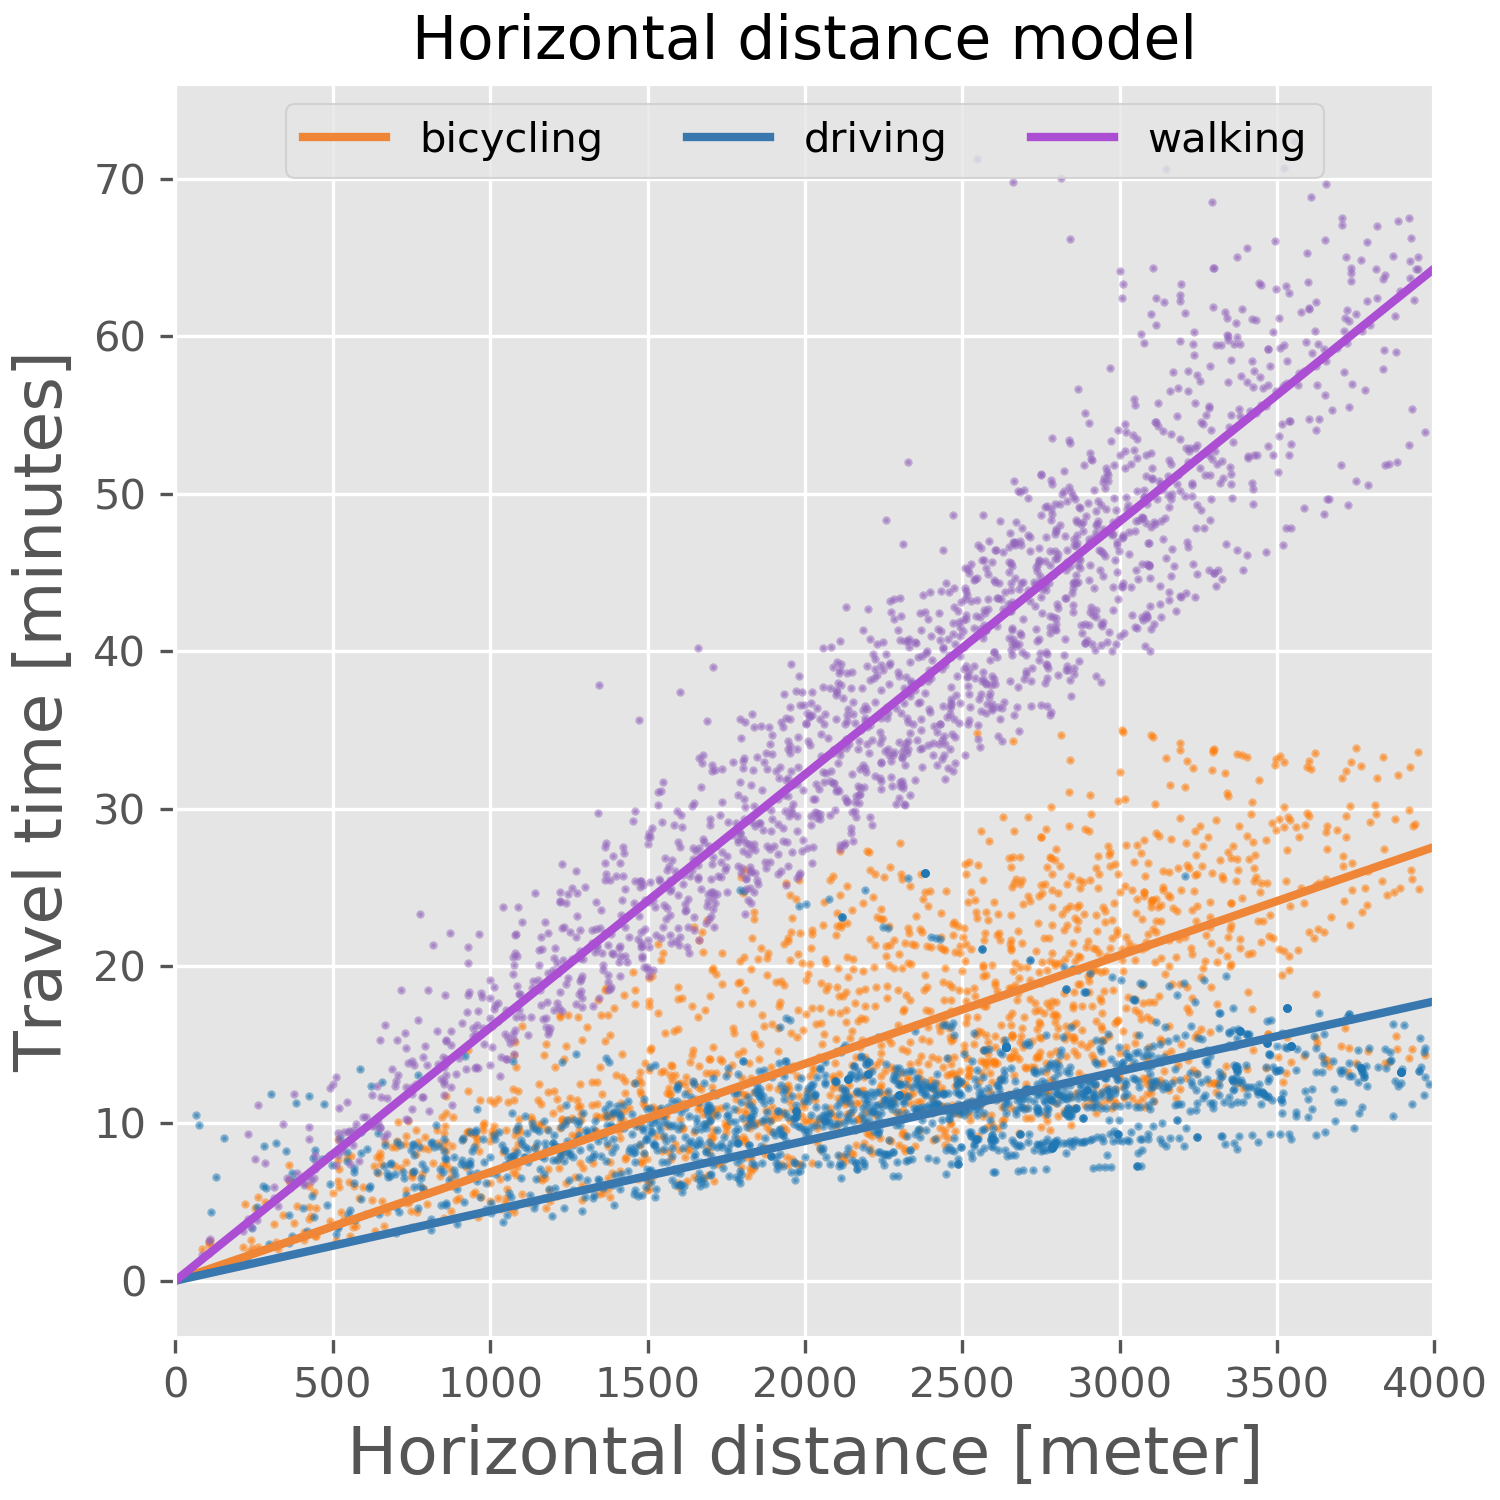 Horizontal distance model
bicycling driving walking
70
60
50
40
30
20
10
0
Travel time [minutes]
0 500 1000 1500 2000 2500 3000 3500 4000
Horizontal distance [meter]